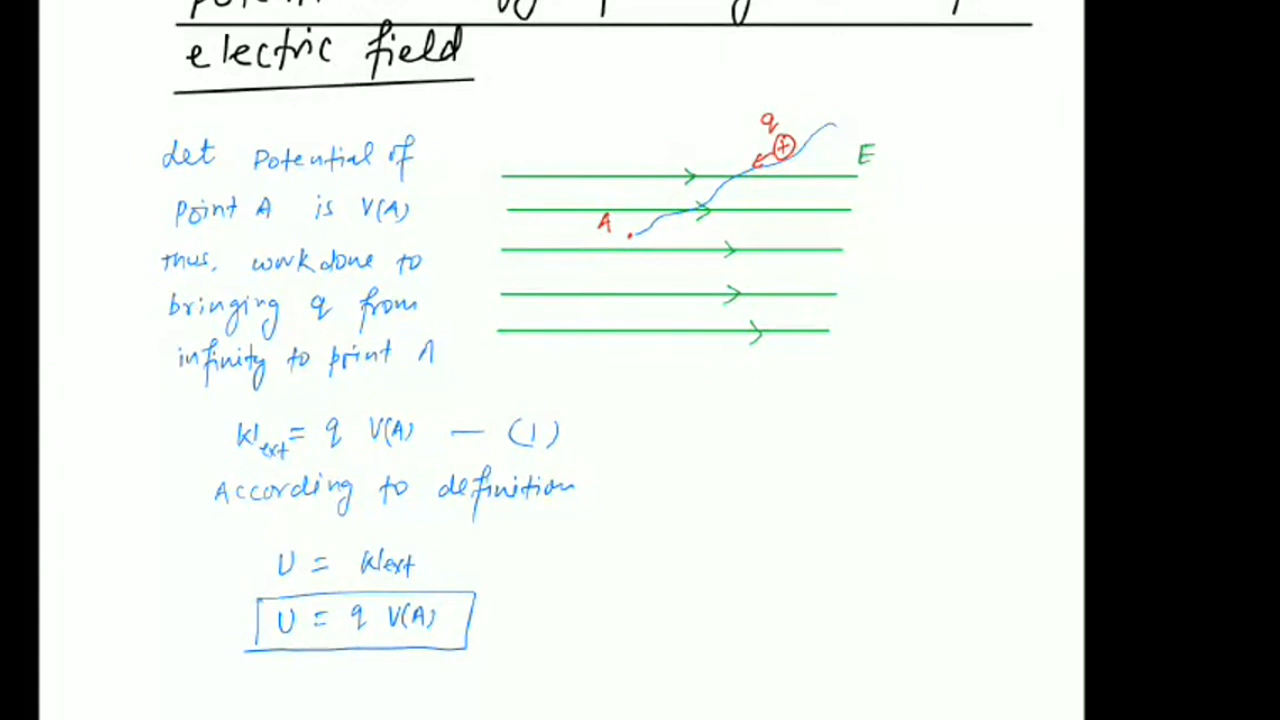 electric field
Let Potential of
Point A is V(A)
thus, workdone to
bringing q from
infinity to point A
Wext = q V(A) — (1)
According to definition
U = Wext
U = q V(A)
q
+
E
A